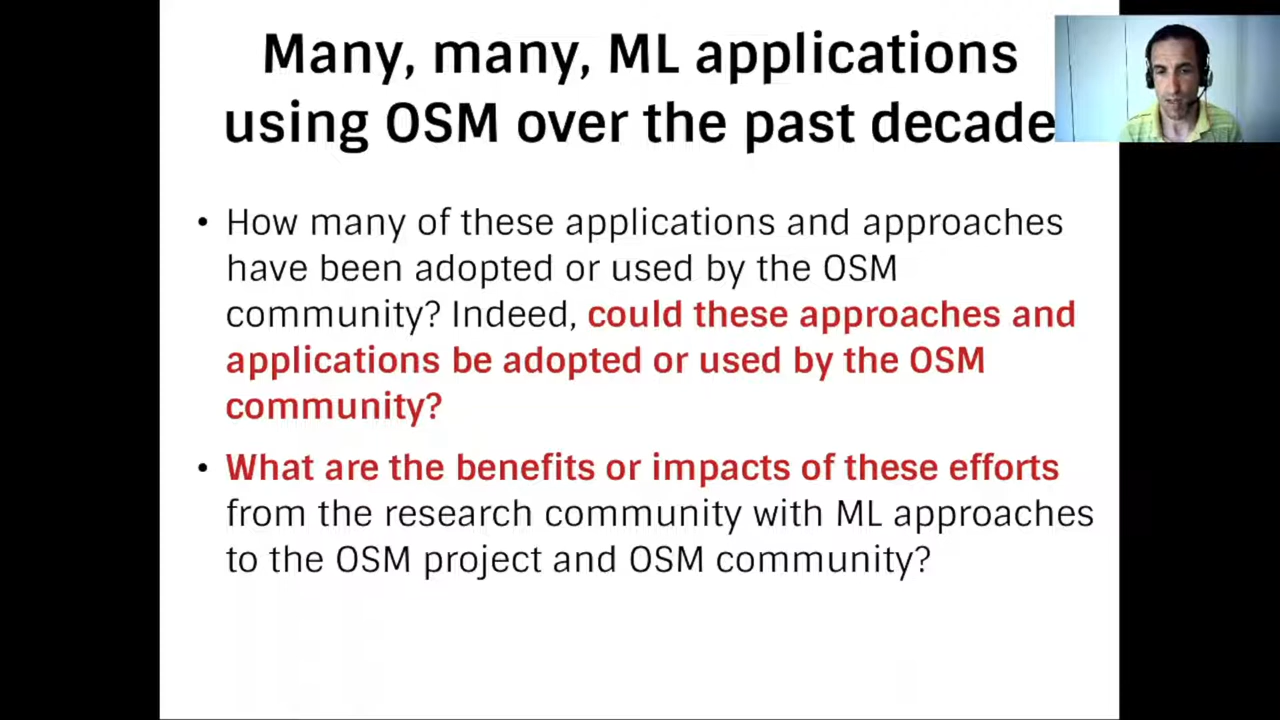 Many, many, ML applications
using OSM over the past decade
• How many of these applications and approaches
have been adopted or used by the OSM
community? Indeed, could these approaches and
applications be adopted or used by the OSM
community?
• What are the benefits or impacts of these efforts
from the research community with ML approaches
to the OSM project and OSM community?